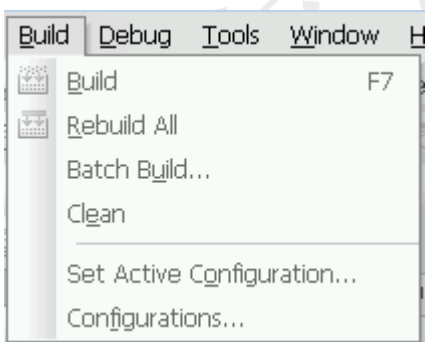 Build Debug Tools Window H
Build F7
Rebuild All
Batch Build...
Clean
Set Active Configuration...
Configurations...